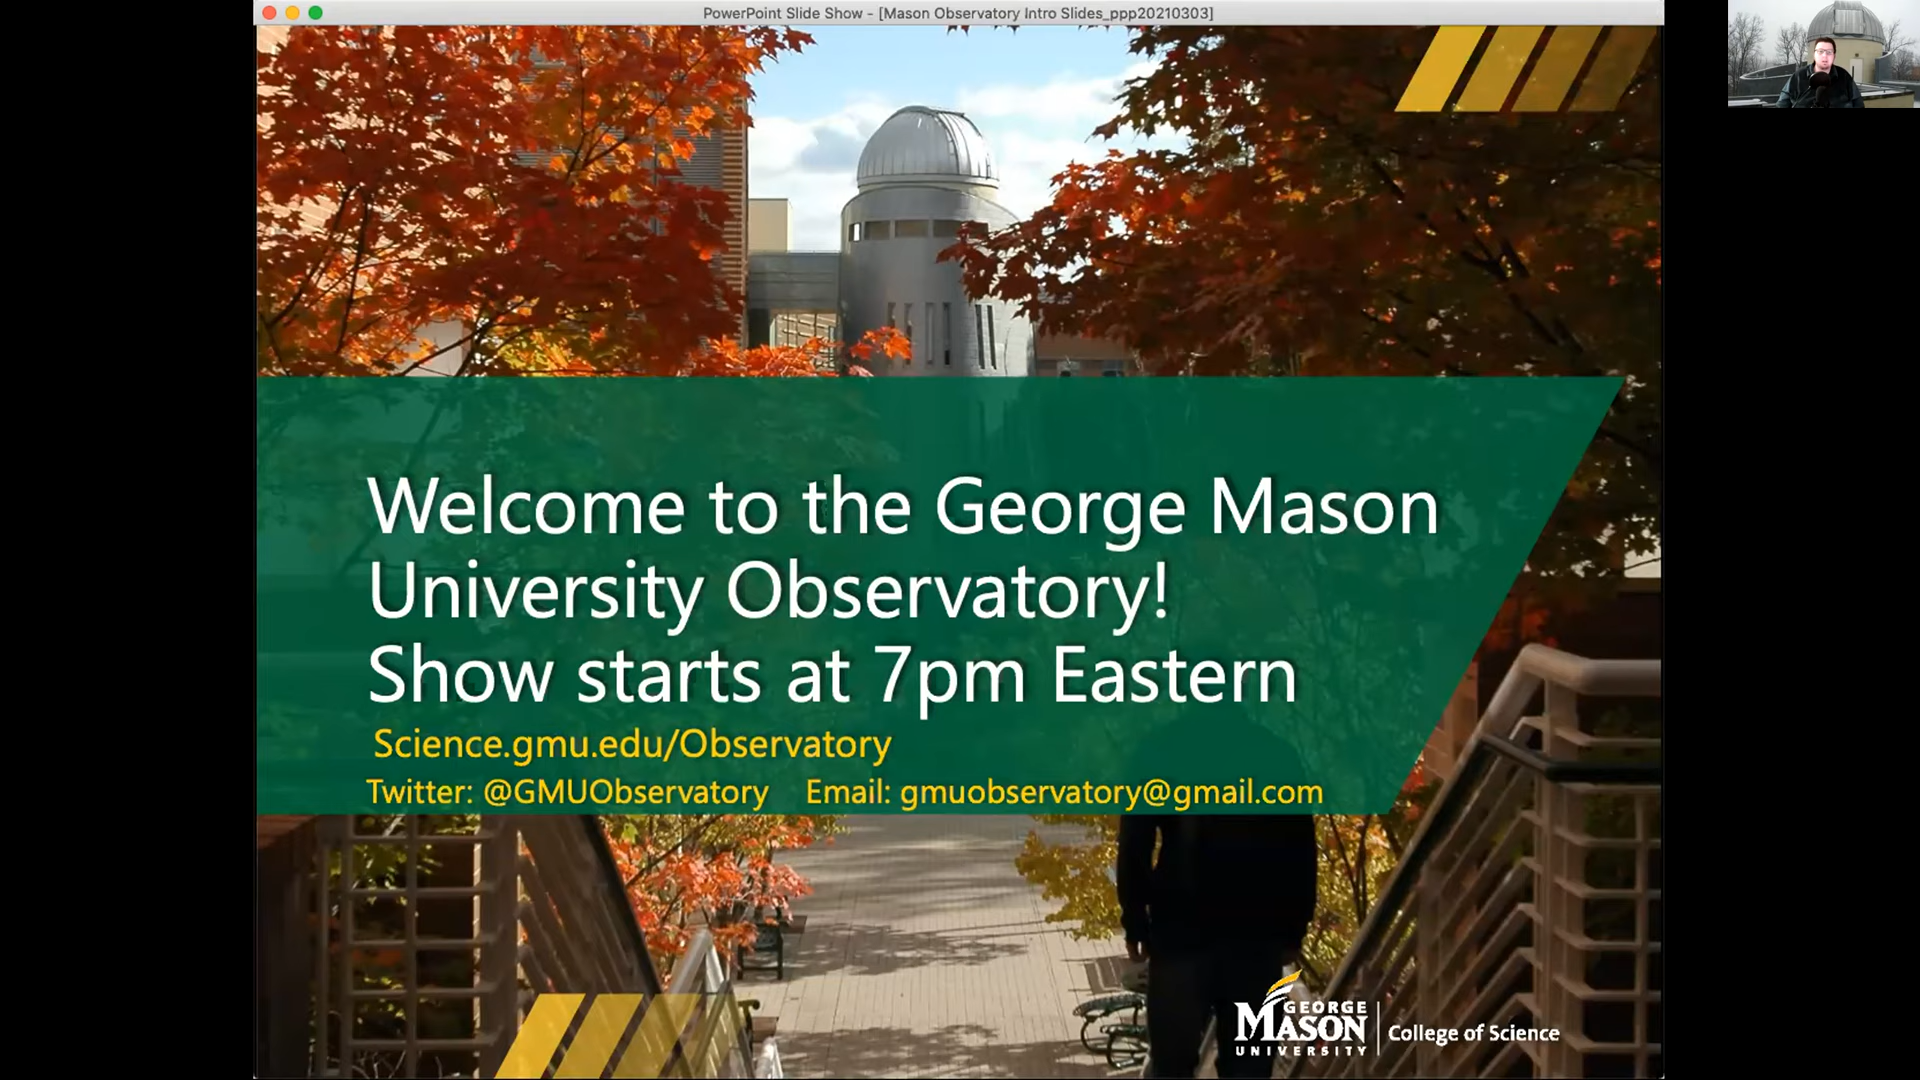 PowerPoint Slide Show - [Mason Observatory Intro Slides_ppp20210303]
Welcome to the George Mason
University Observatory!
Show starts at 7pm Eastern
Science.gmu.edu/Observatory
Twitter: @GMUObservatory Email: gmuobservatory@gmail.com
GEORGE
MASON
UNIVERSITY
College of Science